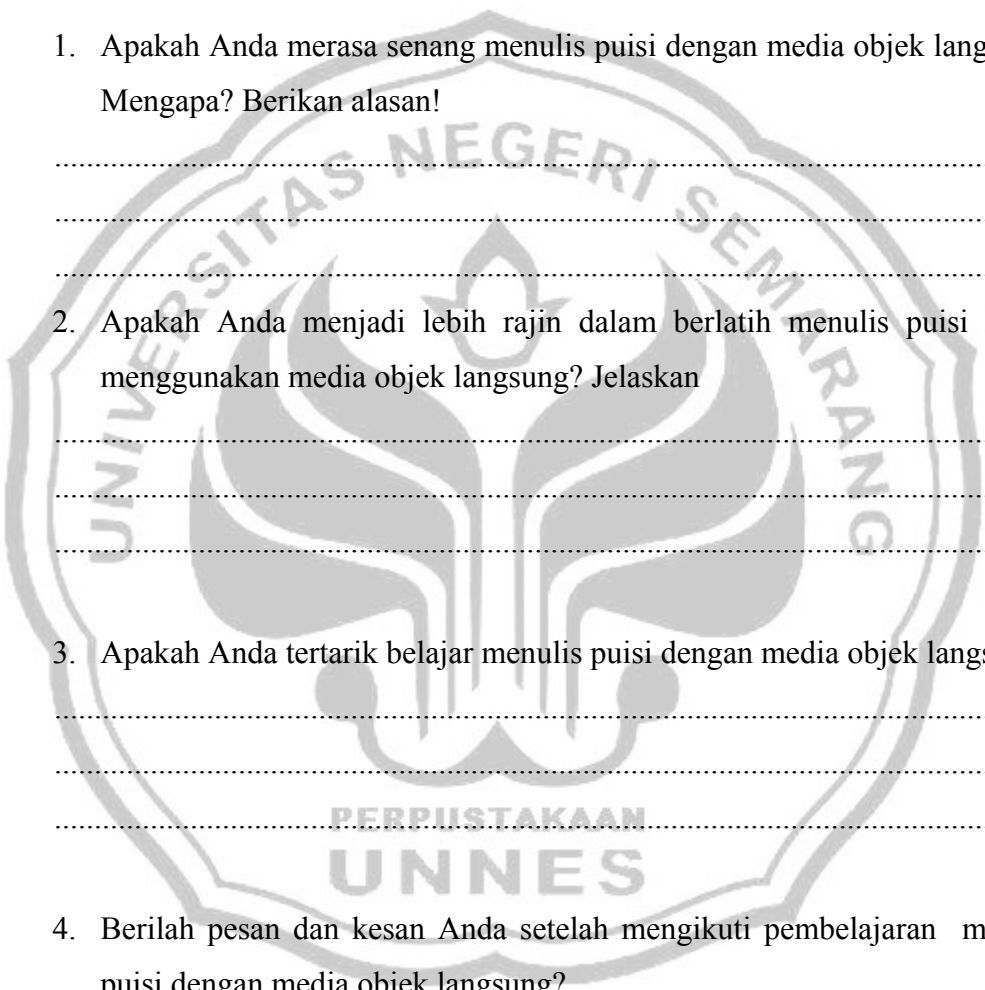 1. Apakah Anda merasa senang menulis puisi dengan media objek lang
Mengapa? Berikan alasan!
................................................................................
................................................................................
................................................................................
2. Apakah Anda menjadi lebih rajin dalam berlatih menulis puisi
menggunakan media objek langsung? Jelaskan
................................................................................
................................................................................
................................................................................
3. Apakah Anda tertarik belajar menulis puisi dengan media objek langs
................................................................................
................................................................................
................................................................................
4. Berilah pesan dan kesan Anda setelah mengikuti pembelajaran m
puisi dengan media objek langsung?
UNIVERSITAS NEGERI SEMARANG
PERPUSTAKAAN
UNNES